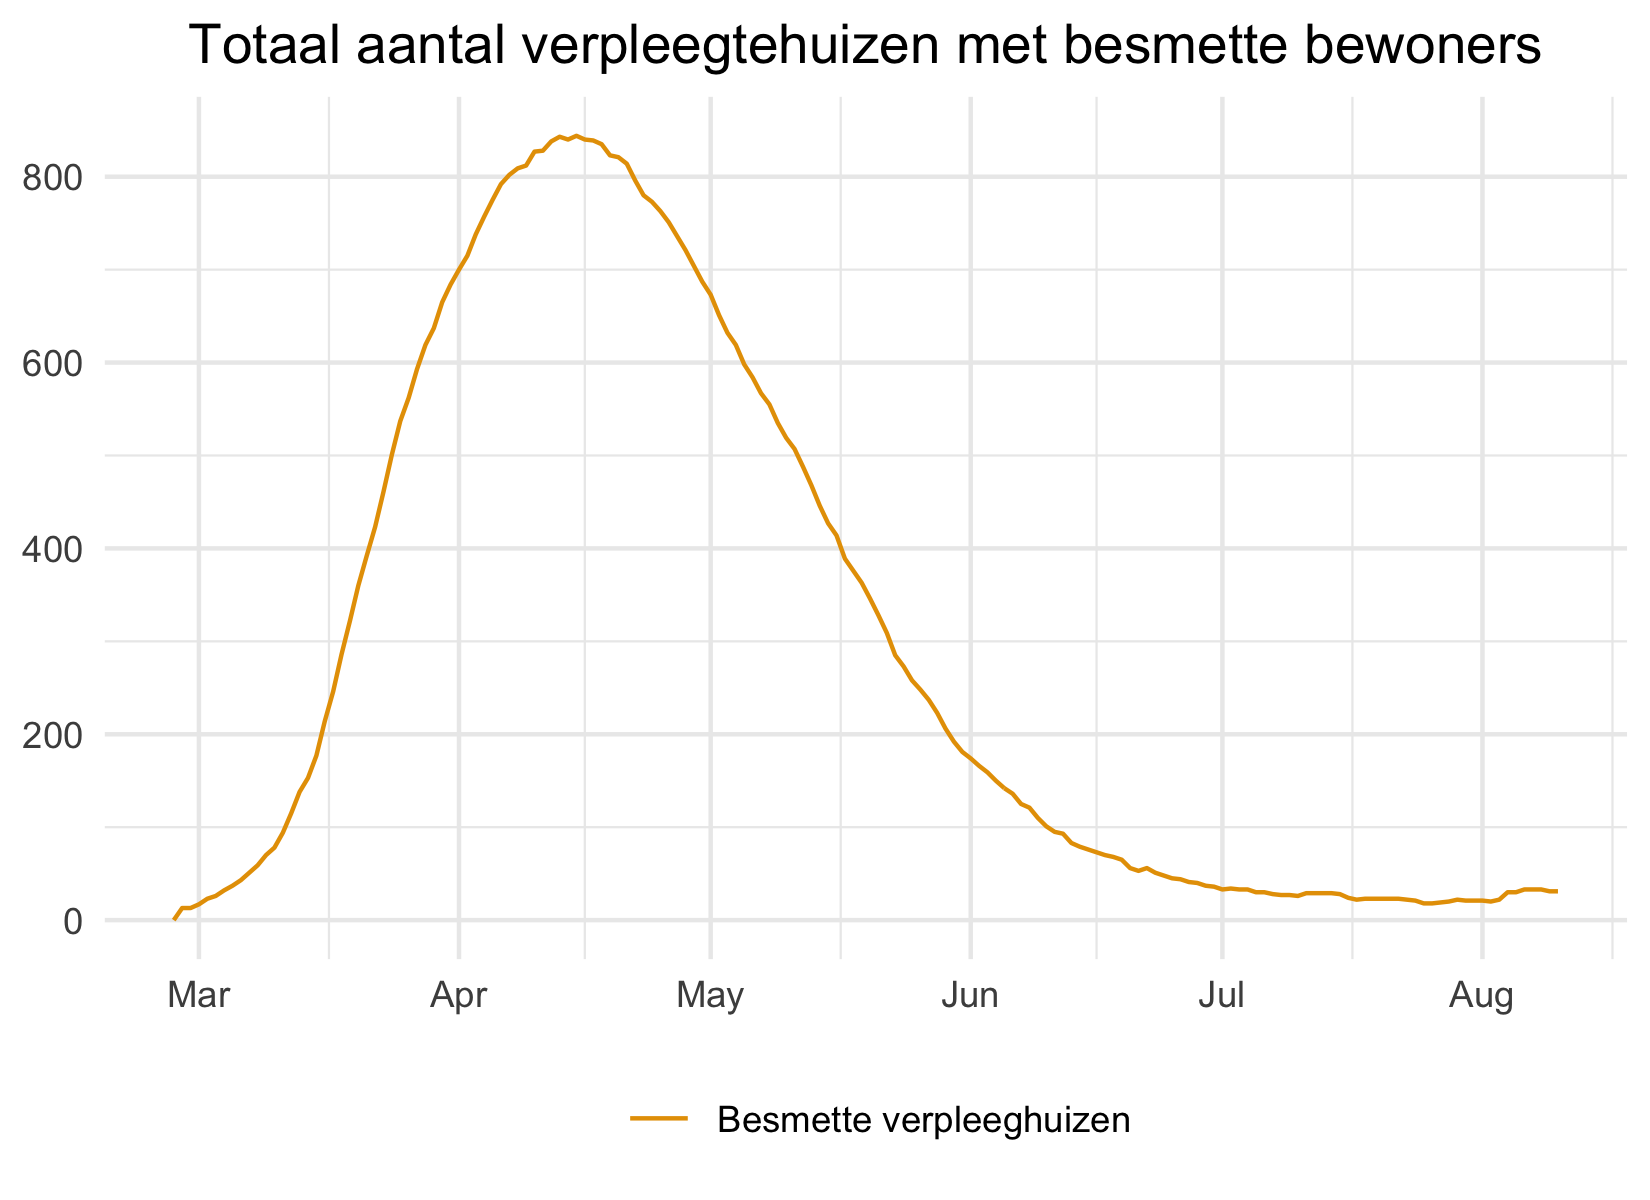 Totaal aantal verpleegtehuizen met besmette bewoners
800
600
400
200
0
Mar Apr May Jun Jul Aug
Besmette verpleeghuizen